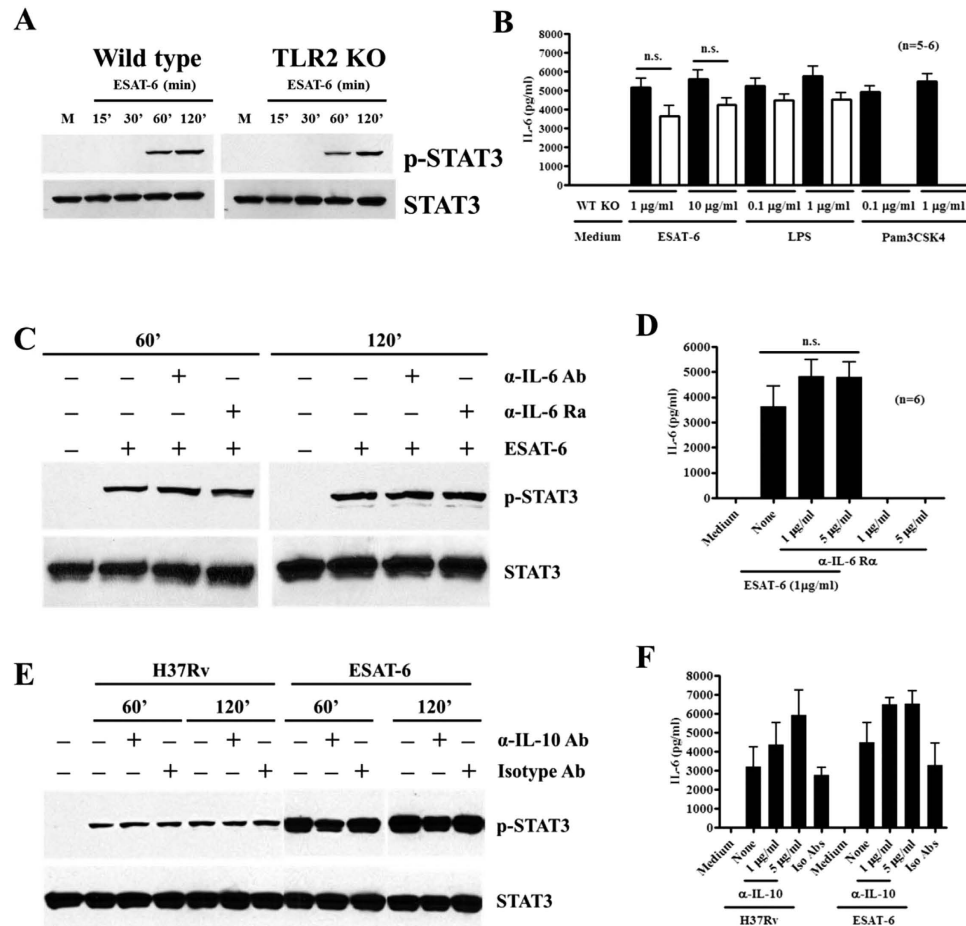 A
Wild type TLR2 KO
ESAT-6 (min) ESAT-6 (min)
M 15’ 30’ 60’ 120’ M 15’ 30’ 60’ 120’
p-STAT3
STAT3
B
8000
7000
6000
5000
4000
3000
2000
1000
0
IL-6 (pg/ml)
n.s. n.s. (n=5-6)
WT KO 1 µg/ml 10 µg/ml 0.1 µg/ml 1 µg/ml 0.1 µg/ml 1 µg/ml
Medium ESAT-6 LPS Pam3CSK4
C
60’ 120’
– – + – – – + – α-IL-6 Ab
– – – + – – – + α-IL-6 Ra
– + + + – + + + ESAT-6
p-STAT3
STAT3
D
6000
5000
4000
3000
2000
1000
0
IL-6 (pg/ml)
n.s.
(n=6)
Medium None 1 µg/ml 5 µg/ml 1 µg/ml 5 µg/ml
α-IL-6 Rα
ESAT-6 (1µg/ml)
E
H37Rv ESAT-6
60’ 120’ 60’ 120’
– – + – – + – – + – – + – α-IL-10 Ab
– – – + – – + – – + – – + Isotype Ab
p-STAT3
STAT3
F
8000
7000
6000
5000
4000
3000
2000
1000
0
IL-6 (pg/ml)
Medium None 1 µg/ml 5 µg/ml Iso Abs Medium None 1 µg/ml 5 µg/ml Iso Abs
α-IL-10 α-IL-10
H37Rv ESAT-6